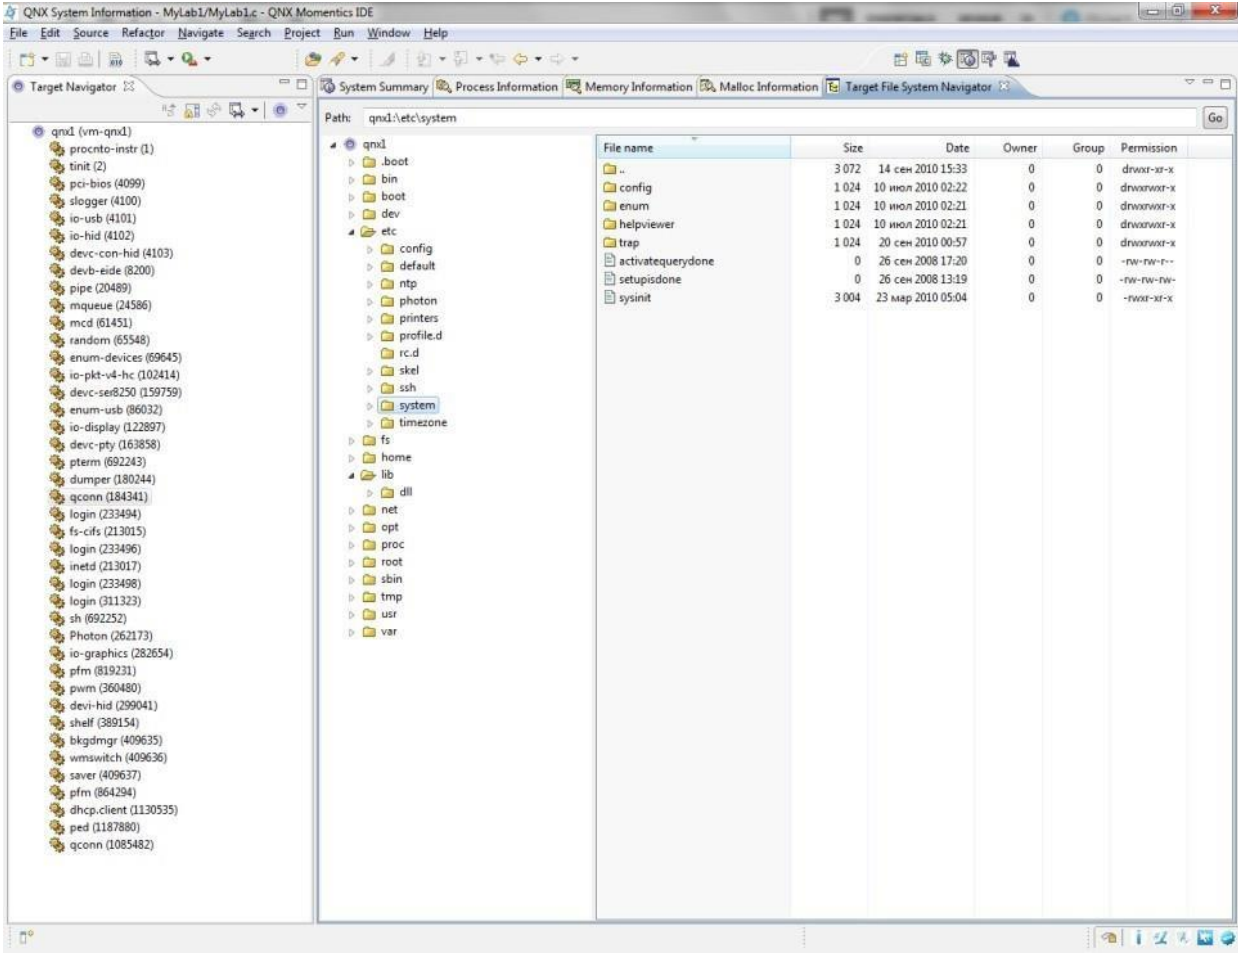 QNX System Information - MyLab1/MyLab1.c - QNX Momentics IDE
File Edit Source Refactor Navigate Search Project Run Window Help
Target Navigator
System Summary Process Information Memory Information Malloc Information Target File System Navigator
Path: qnx1:\etc\system Go
qnx1 (vm-qnx1)
procnto-instr (1)
tinit (2)
pci-bios (4099)
slogger (4100)
io-usb (4101)
io-hid (4102)
devc-con-hid (4103)
devb-eide (8200)
pipe (20489)
mqueue (24586)
mcd (61451)
random (65548)
enum-devices (69645)
io-pkt-v4-hc (102414)
devc-ser8250 (159759)
enum-usb (86032)
io-display (122897)
devc-pty (163858)
pterm (692243)
dumper (180244)
qconn (184341)
login (233494)
fs-cifs (213015)
login (233496)
inetd (213017)
login (233498)
login (311323)
sh (692252)
Photon (262173)
io-graphics (282654)
pfm (819231)
pwm (360480)
devi-hid (299041)
shelf (389154)
bkgdmgr (409635)
wmswitch (409636)
saver (409637)
pfm (864294)
dhcp.client (1130535)
ped (1187880)
qconn (1085482)
qnx1
.boot
bin
boot
dev
etc
config
default
ntp
photon
printers
profile.d
rc.d
skel
ssh
system
timezone
fs
home
lib
dll
net
opt
proc
root
sbin
tmp
usr
var
File name Size Date Owner Group Permission
.. 3 072 14 сен 2010 15:33 0 0 drwxr-xr-x
config 1 024 10 июл 2010 02:22 0 0 drwxrwxr-x
enum 1 024 10 июл 2010 02:21 0 0 drwxrwxr-x
helpviewer 1 024 10 июл 2010 02:21 0 0 drwxrwxr-x
trap 1 024 20 сен 2010 00:57 0 0 drwxrwxr-x
activatequerydone 0 26 сен 2008 17:20 0 0 -rw-rw-r--
setupisdone 0 26 сен 2008 13:19 0 0 -rw-rw-rw-
sysinit 3 004 23 мар 2010 05:04 0 0 -rwxr-xr-x